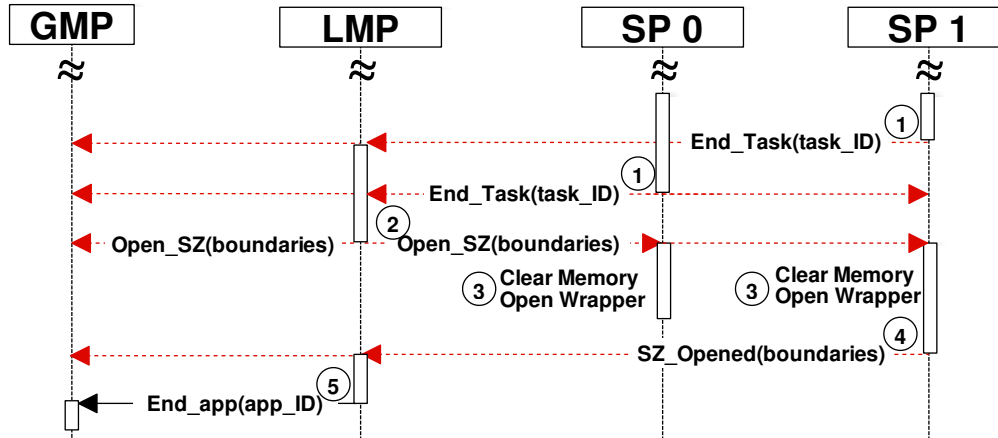 GMP
LMP
SP 0
SP 1
1
End_Task(task_ID)
1
End_Task(task_ID)
2
Open_SZ(boundaries)
Open_SZ(boundaries)
3
Clear Memory
Open Wrapper
3
Clear Memory
Open Wrapper
4
SZ_Opened(boundaries)
5
End_app(app_ID)